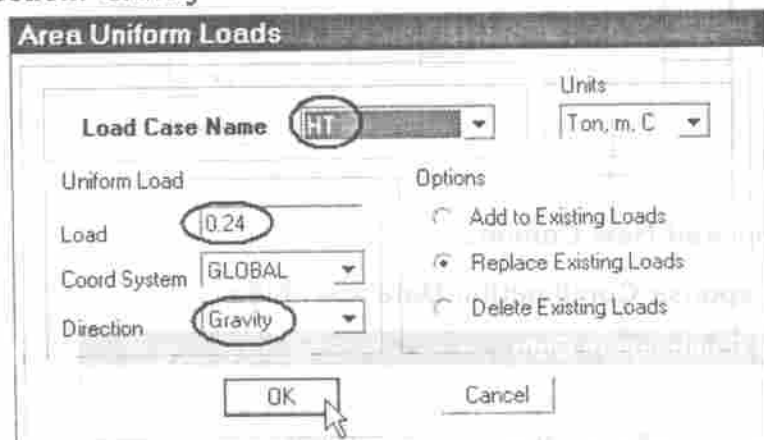 Area Uniform Loads
Units
Load Case Name HT Ton, m, C
Uniform Load Options
Load 0.24 Add to Existing Loads
Coord System GLOBAL Replace Existing Loads
Direction Gravity Delete Existing Loads
OK Cancel